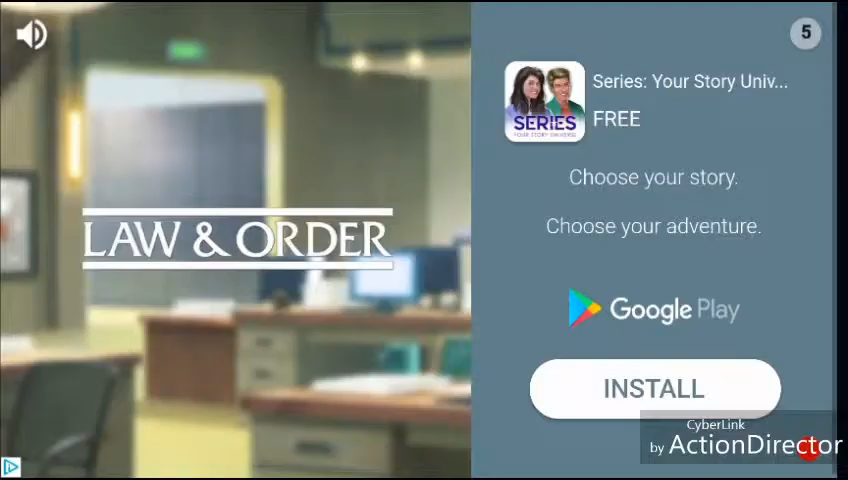 5
Series: Your Story Univ...
FREE
SERIES
YOUR STORY UNIVERSE
Choose your story.
LAW & ORDER
Choose your adventure.
Google Play
INSTALL
CyberLink
by ActionDirector